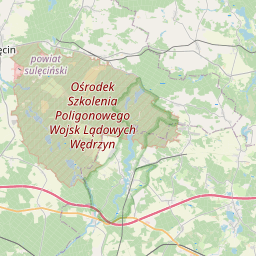 ęcin
powiat
sulęciński
Ośrodek
Szkolenia
Poligonowego
Wojsk Lądowych
Wędrzyn